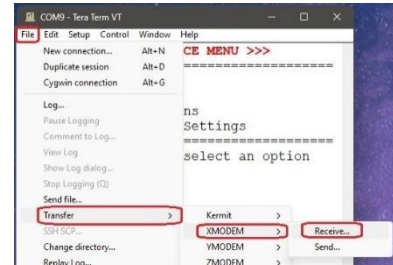 COM9 - Tera Term VT
File Edit Setup Control Window Help
New connection... Alt+N
Duplicate session Alt+D
Cygwin connection Alt+G
Log...
Pause Logging
Comment to Log...
View Log
Show Log dialog...
Stop Logging (Q)
Send file...
Transfer >
SSH SCP...
Change directory...
Replay Log...
CE MENU >>>
====================
ns
Settings
====================
select an option
Kermit >
XMODEM >
YMODEM >
ZMODEM >
Receive...
Send...